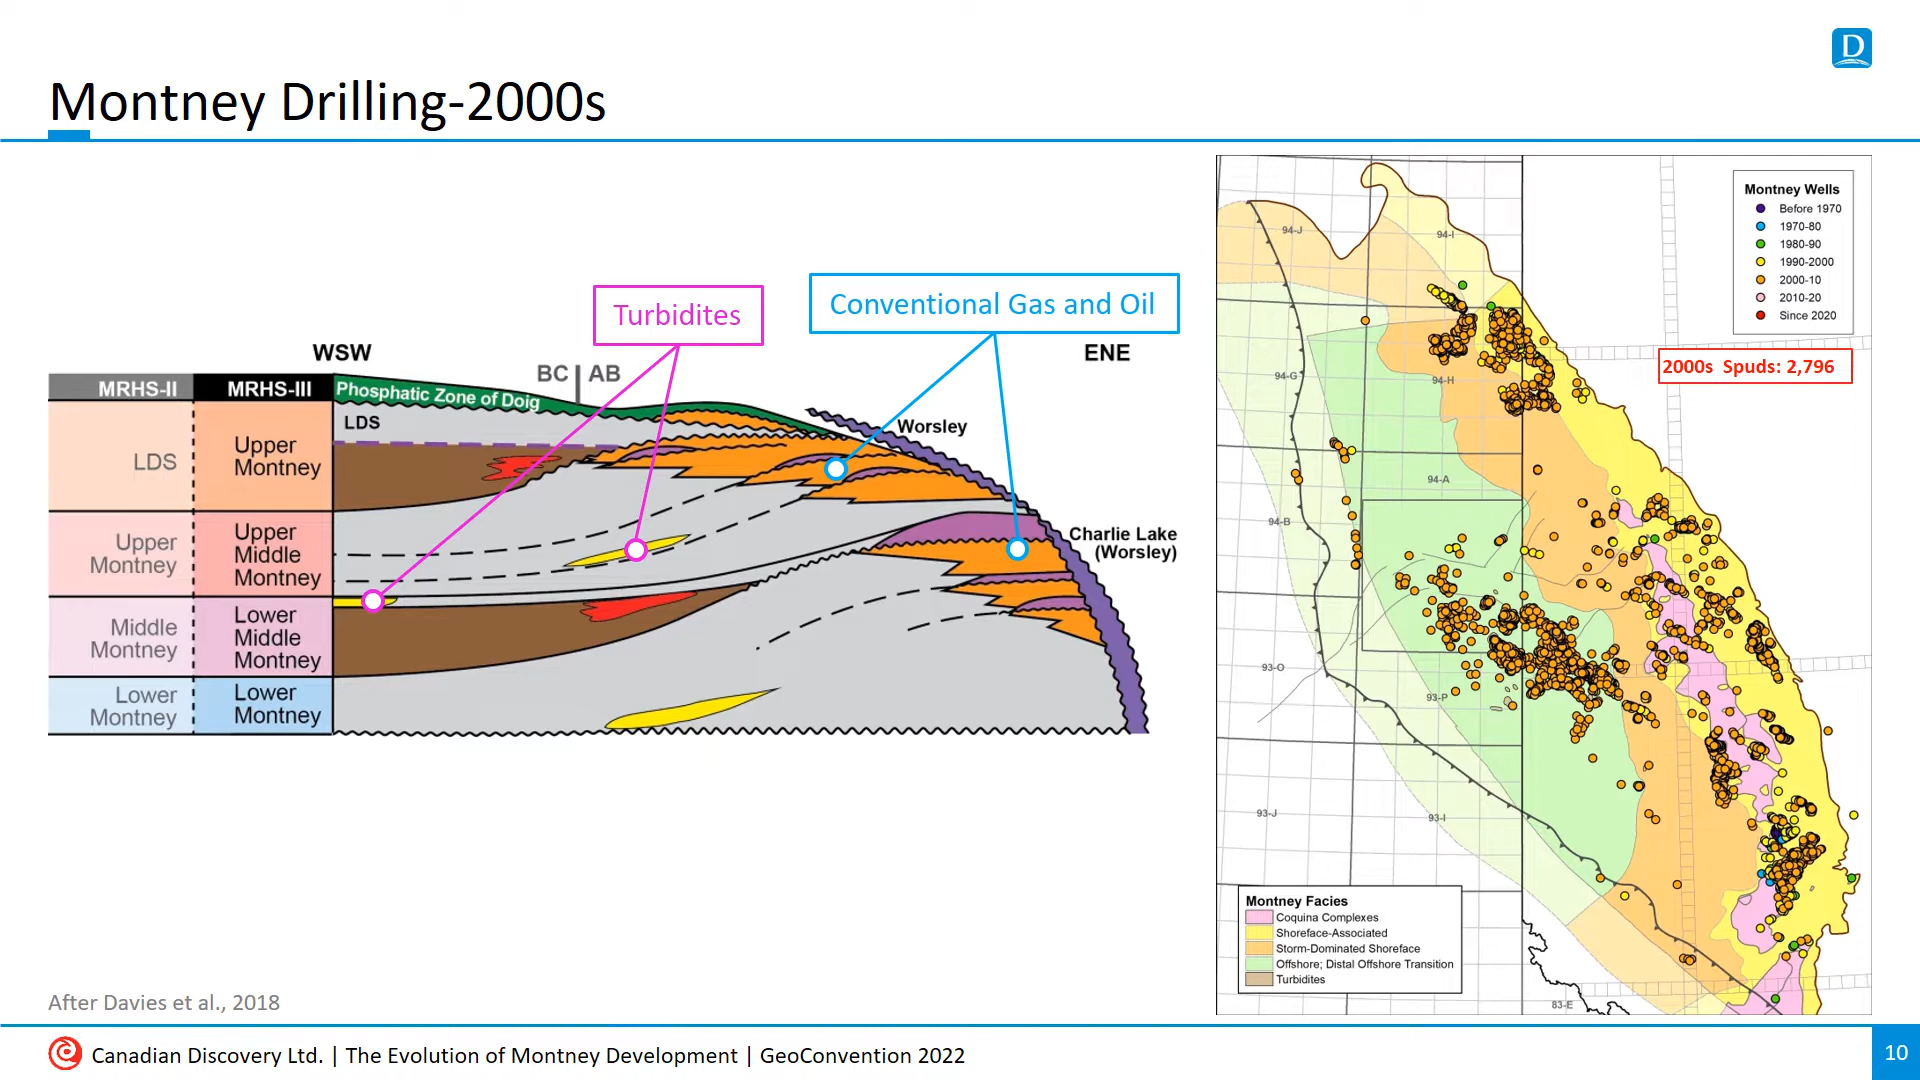 D
Montney Drilling-2000s
Turbidites
Conventional Gas and Oil
WSW
BC
AB
ENE
MRHS-II
MRHS-III
Phosphatic Zone of Doig
LDS
Worsley
LDS
Upper
Montney
Upper
Montney
Upper
Middle
Montney
Charlie Lake
(Worsley)
Middle
Montney
Lower
Middle
Montney
Lower
Montney
Lower
Montney
Montney Wells
Before 1970
1970-80
1980-90
1990-2000
2000-10
2010-20
Since 2020
2000s Spuds: 2,796
94-J
94-I
94-G
94-H
94-A
94-B
93-O
93-P
93-J
93-I
83-E
Montney Facies
Coquina Complexes
Shoreface-Associated
Storm-Dominated Shoreface
Offshore; Distal Offshore Transition
Turbidites
After Davies et al., 2018
Canadian Discovery Ltd. | The Evolution of Montney Development | GeoConvention 2022
10